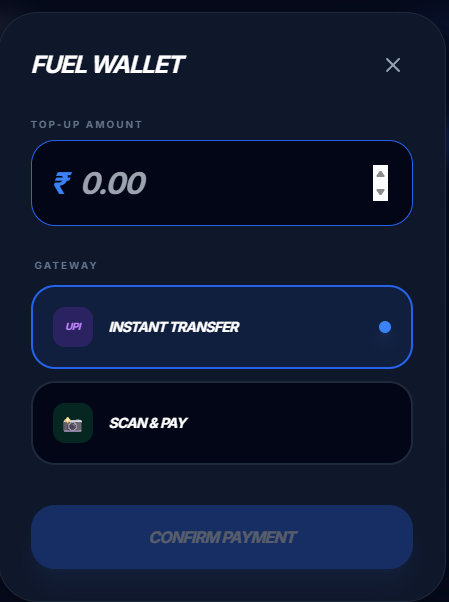 FUEL WALLET
TOP-UP AMOUNT
₹ 0.00
GATEWAY
UPI INSTANT TRANSFER
SCAN & PAY
CONFIRM PAYMENT